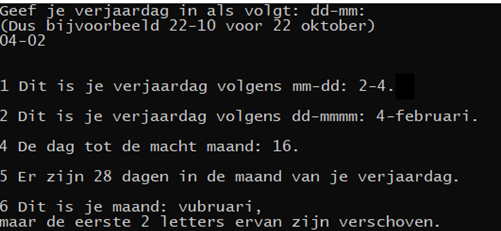 Geef je verjaardag in als volgt: dd-mm:
(Dus bijvoorbeeld 22-10 voor 22 oktober)
04-02
1 Dit is je verjaardag volgens mm-dd: 2-4.
2 Dit is je verjaardag volgens dd-mmmm: 4-februari.
4 De dag tot de macht maand: 16.
5 Er zijn 28 dagen in de maand van je verjaardag.
6 Dit is je maand: vubruari,
maar de eerste 2 letters ervan zijn verschoven.